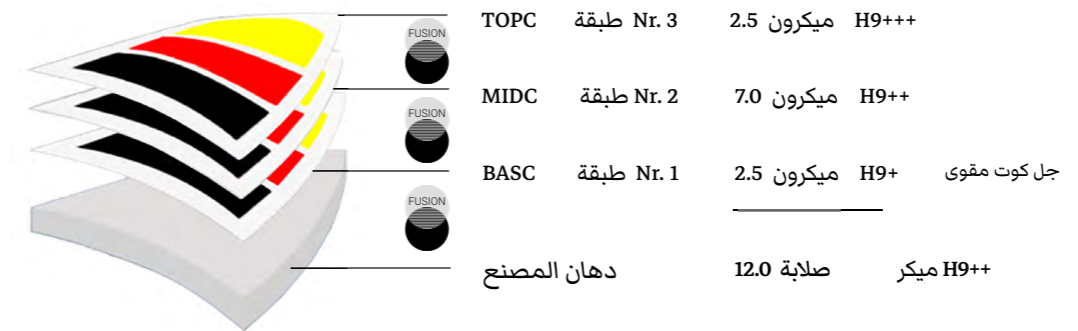 TOPC طبقة Nr. 3 2.5 ميكرون H9+++
FUSION
MIDC طبقة Nr. 2 7.0 ميكرون H9++
FUSION
BASC طبقة Nr. 1 2.5 ميكرون H9+ جل كوت مقوى
FUSION
دهان المصنع 12.0 صلابة ميكر H9++